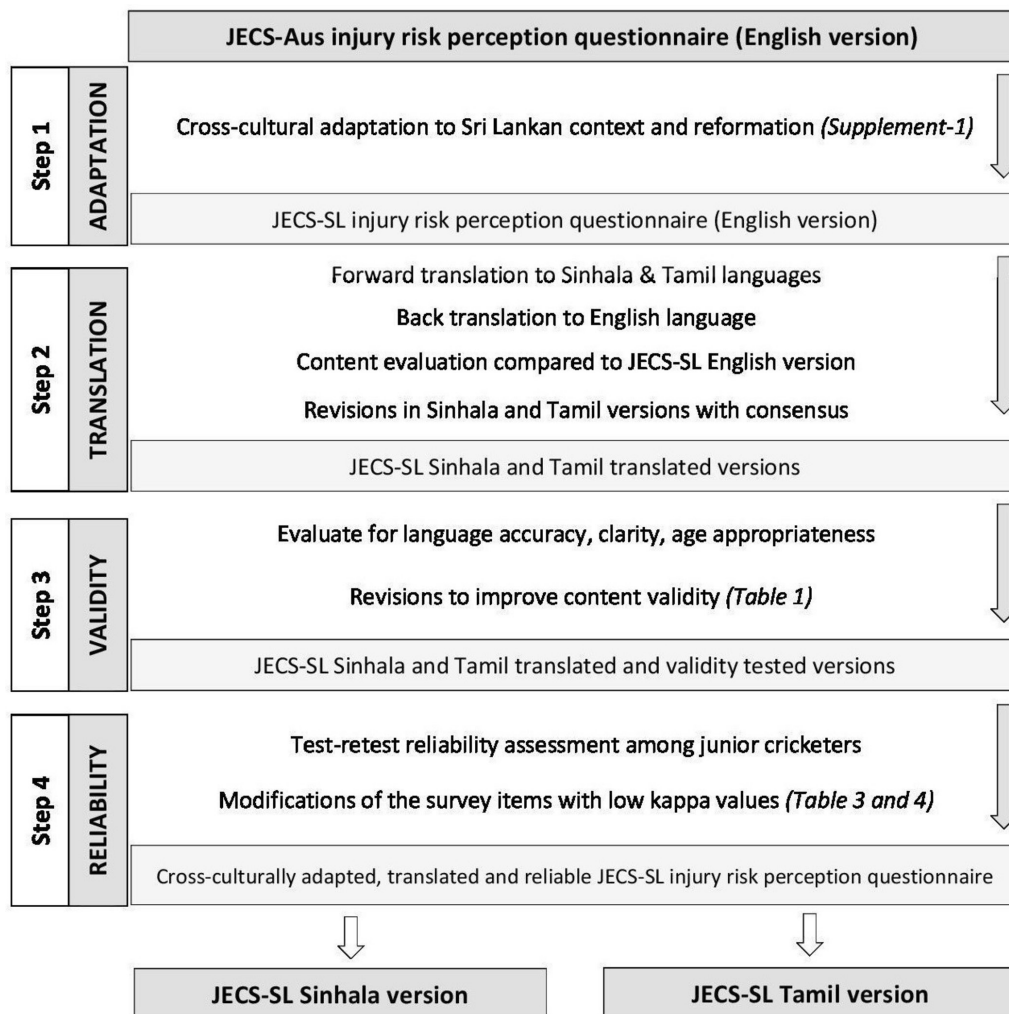 JECS-Aus injury risk perception questionnaire (English version)
Step 1
ADAPTATION
Cross-cultural adaptation to Sri Lankan context and reformation (Supplement-1)
JECS-SL injury risk perception questionnaire (English version)
Step 2
TRANSLATION
Forward translation to Sinhala & Tamil languages
Back translation to English language
Content evaluation compared to JECS-SL English version
Revisions in Sinhala and Tamil versions with consensus
JECS-SL Sinhala and Tamil translated versions
Step 3
VALIDITY
Evaluate for language accuracy, clarity, age appropriateness
Revisions to improve content validity (Table 1)
JECS-SL Sinhala and Tamil translated and validity tested versions
Step 4
RELIABILITY
Test-retest reliability assessment among junior cricketers
Modifications of the survey items with low kappa values (Table 3 and 4)
Cross-culturally adapted, translated and reliable JECS-SL injury risk perception questionnaire
JECS-SL Sinhala version
JECS-SL Tamil version